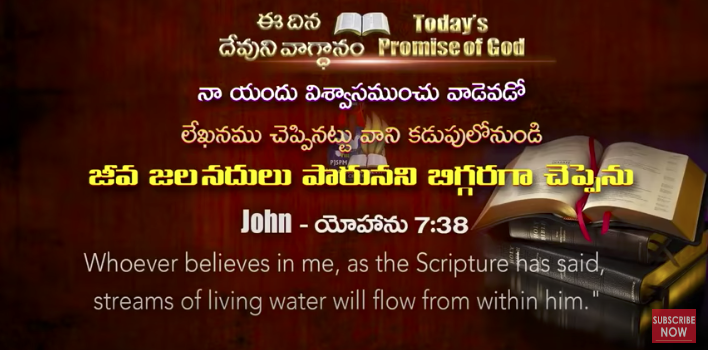 ఈ దిన Today's
దేవుని వాగ్ధానం Promise of God
నా యందు విశ్వాసముంచు వాడెవడో
లేఖనము చెప్పినట్టు వాని కడుపులోనుండి
PJSPM
జీవ జలనదులు పారునని బిగ్గరగా చెప్పెను
John - యోహాను 7:38
Whoever believes in me, as the Scripture has said,
streams of living water will flow from within him."
SUBSCRIBE
NOW